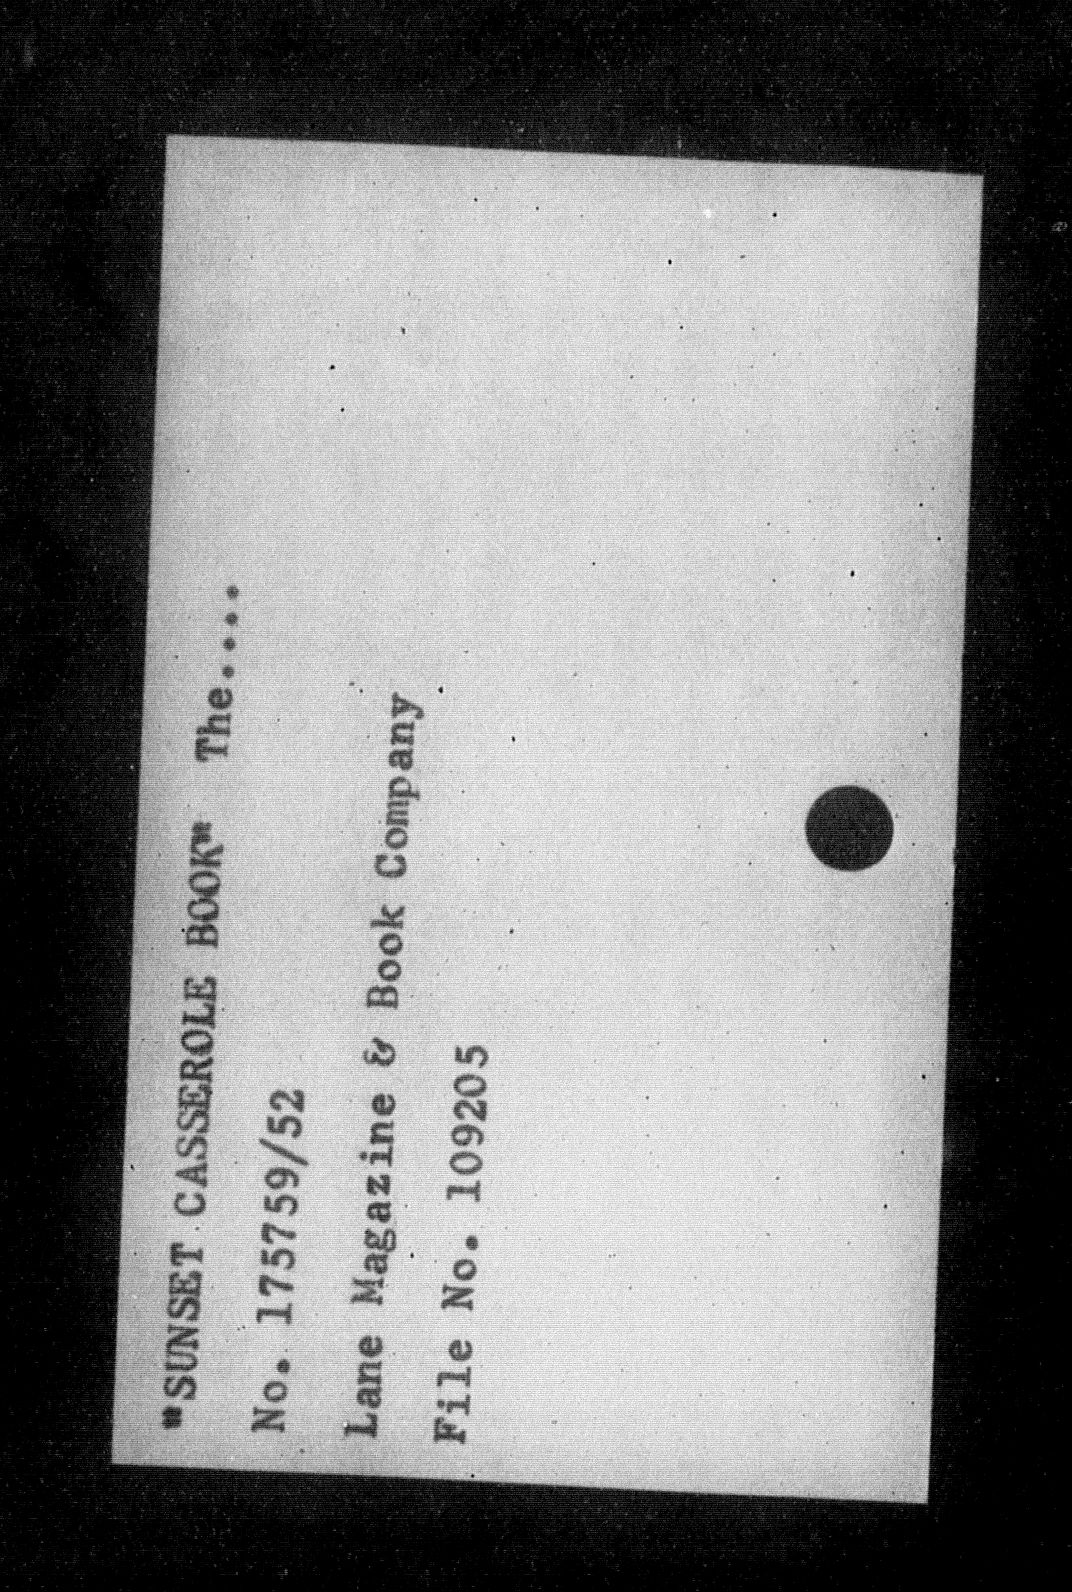 "SUNSET CASSEROLE BOOK" The....
No. 175759/52
Lane Magazine & Book Company
File No. 109205